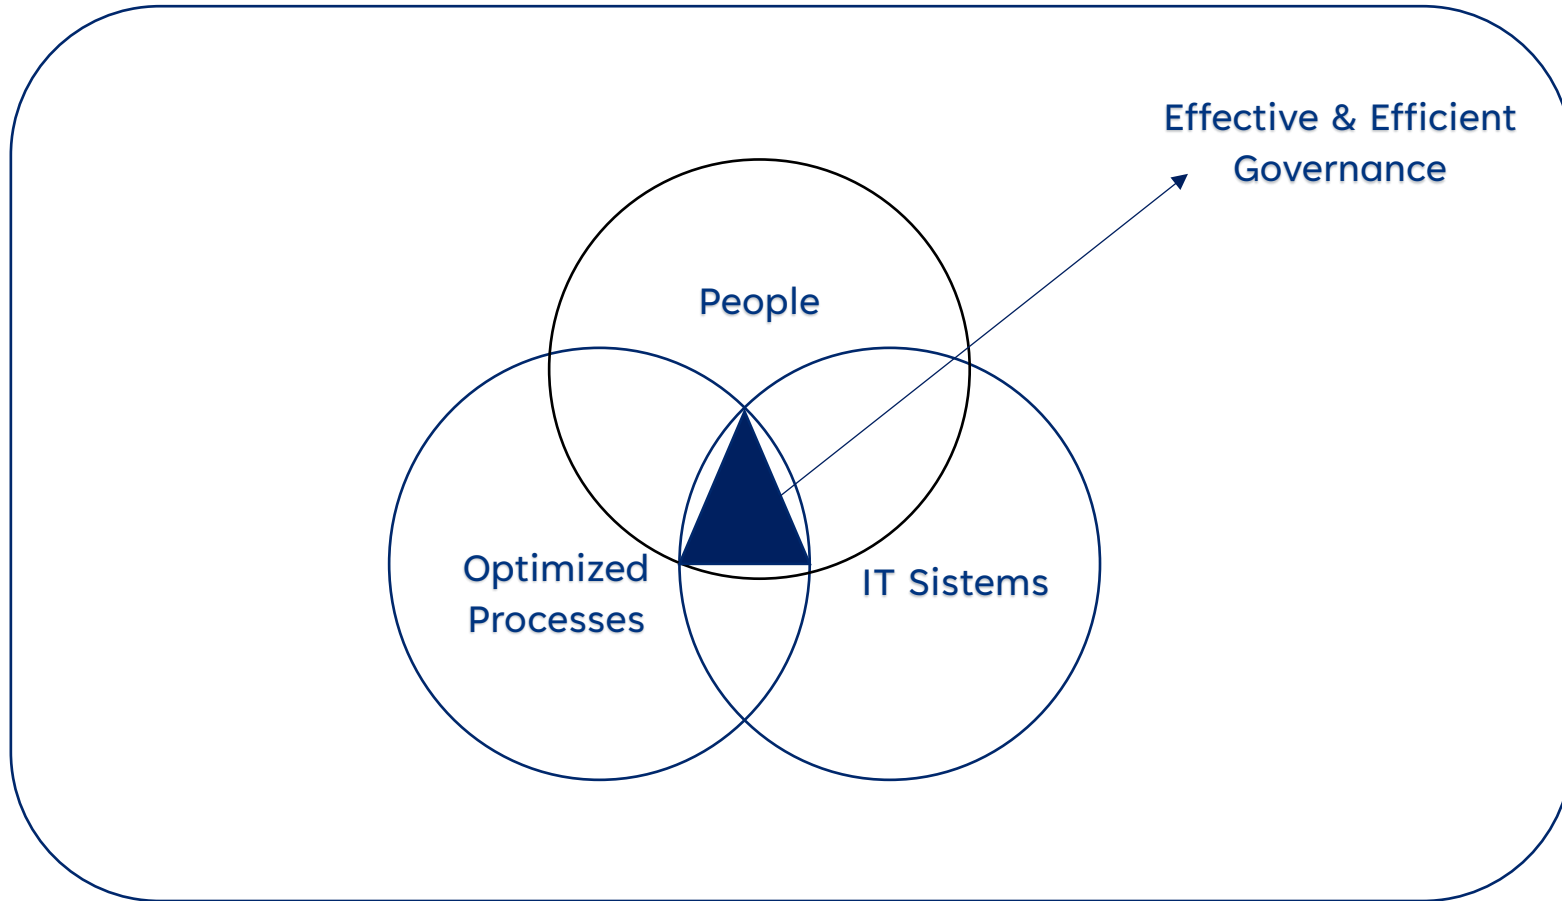 Effective & Efficient
Governance
People
Optimized
Processes
IT Sistems